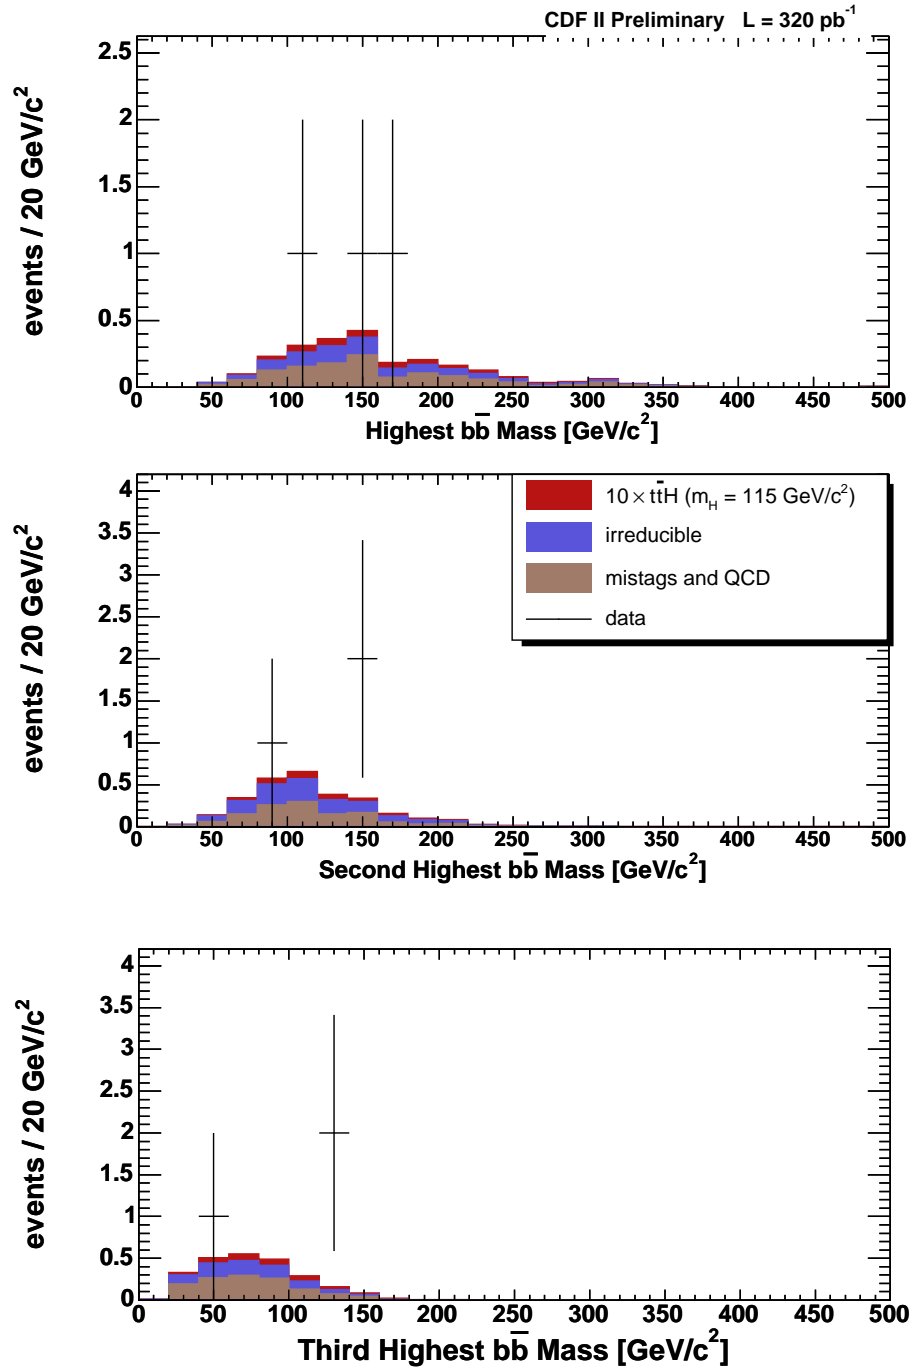 CDF II Preliminary L = 320 pb⁻¹
events / 20 GeV/c²
2.5
2
1.5
1
0.5
0
0 50 100 150 200 250 300 350 400 450 500
Highest bb̅ Mass [GeV/c²]
events / 20 GeV/c²
4
3.5
3
2.5
2
1.5
1
0.5
0
10 × tt̅H (m_H = 115 GeV/c²)
irreducible
mistags and QCD
data
0 50 100 150 200 250 300 350 400 450 500
Second Highest bb̅ Mass [GeV/c²]
events / 20 GeV/c²
4
3.5
3
2.5
2
1.5
1
0.5
0
0 50 100 150 200 250 300 350 400 450 500
Third Highest bb̅ Mass [GeV/c²]